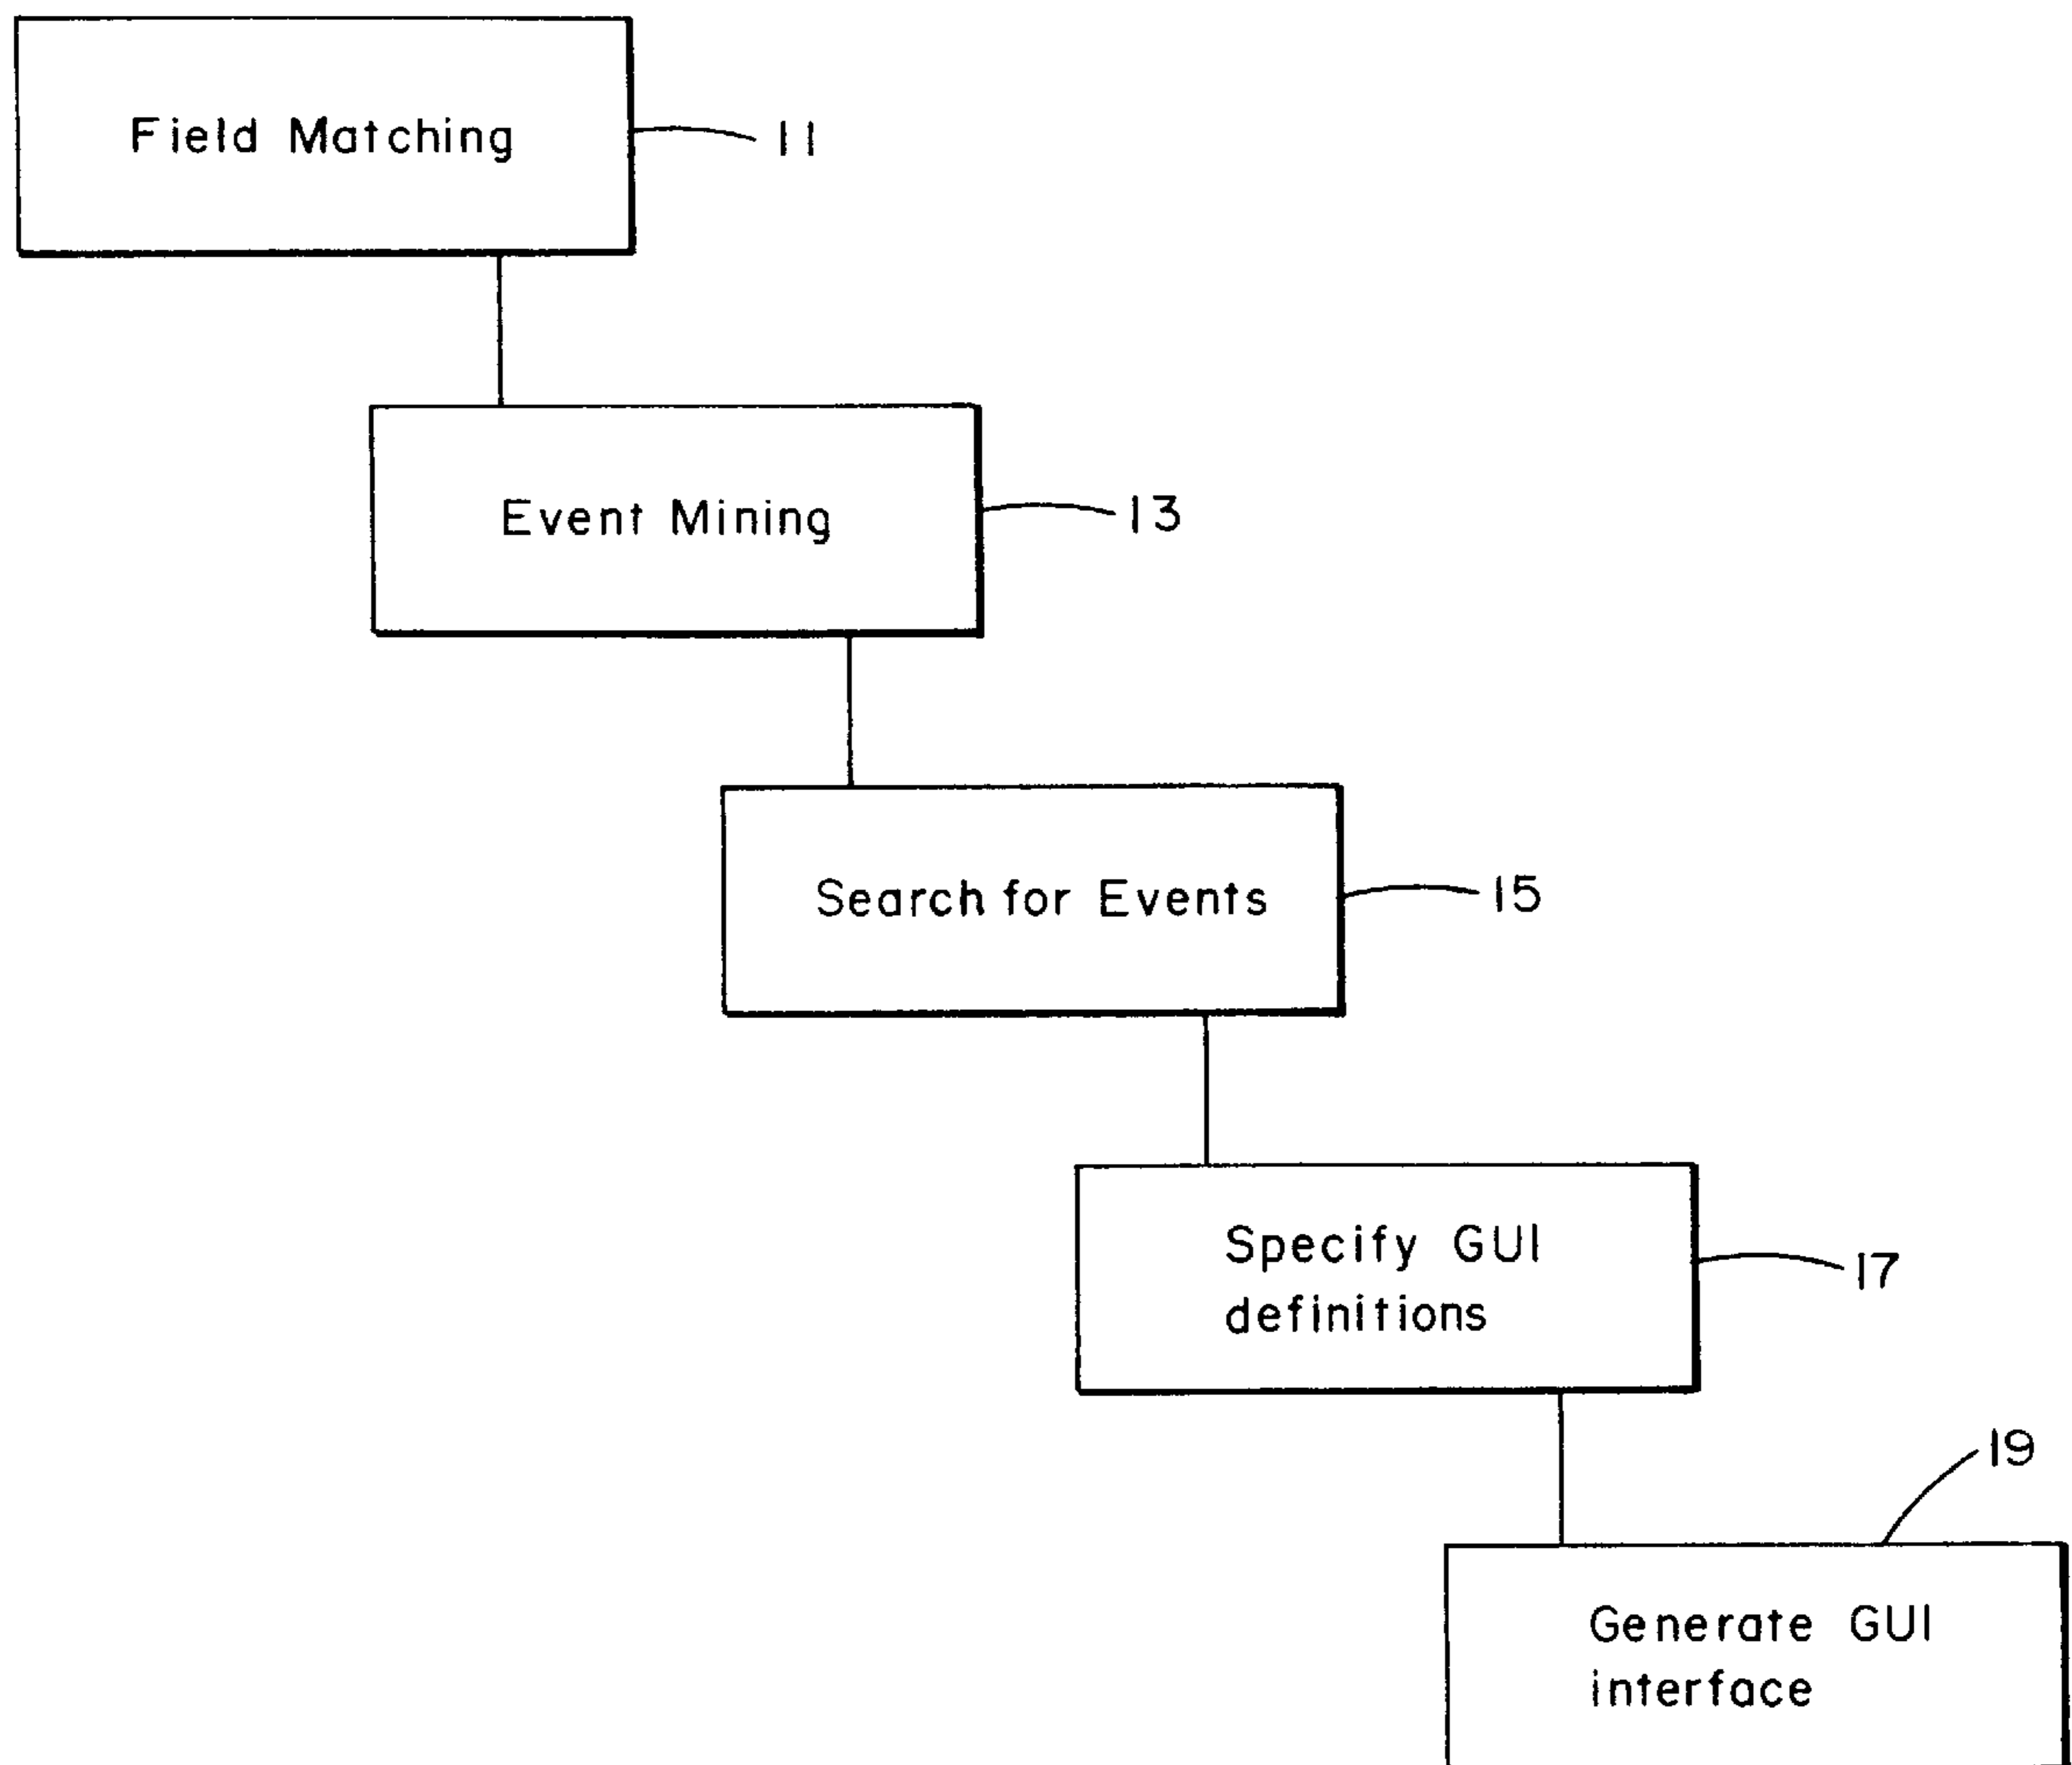 Field Matching
11
Event Mining
13
Search for Events
15
Specify GUI
definitions
17
19
Generate GUI
interface